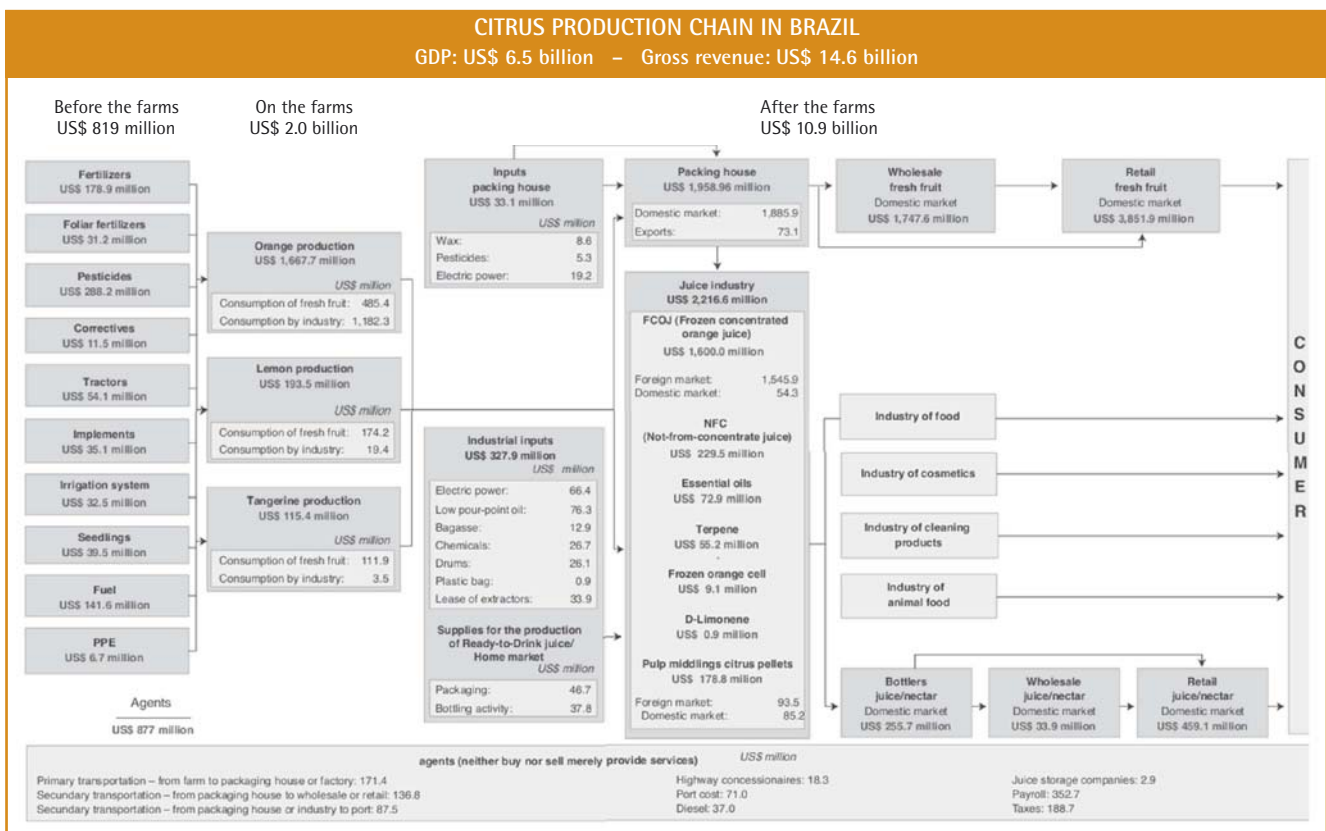 CITRUS PRODUCTION CHAIN IN BRAZIL
GDP: US$ 6.5 billion – Gross revenue: US$ 14.6 billion
Before the farms
US$ 819 million
On the farms
US$ 2.0 billion
After the farms
US$ 10.9 billion
Fertilizers
US$ 178.9 million
Foliar fertilizers
US$ 31.2 million
Pesticides
US$ 288.2 million
Correctives
US$ 11.5 million
Tractors
US$ 54.1 million
Implements
US$ 35.1 million
Irrigation system
US$ 32.5 million
Seedlings
US$ 39.5 million
Fuel
US$ 141.6 million
PPE
US$ 6.7 million
Agents
US$ 877 million
Orange production
US$ 1,667.7 million
US$ million
Consumption of fresh fruit: 485.4
Consumption by industry: 1,182.3
Lemon production
US$ 193.5 million
US$ million
Consumption of fresh fruit: 174.2
Consumption by industry: 19.4
Tangerine production
US$ 115.4 million
US$ million
Consumption of fresh fruit: 111.9
Consumption by industry: 3.5
Inputs
packing house
US$ 33.1 million
US$ million
Wax: 8.6
Pesticides: 5.3
Electric power: 19.2
Industrial inputs
US$ 327.9 million
US$ million
Electric power: 66.4
Low pour-point oil: 76.3
Bagasse: 12.9
Chemicals: 26.7
Drums: 26.1
Plastic bag: 0.9
Lease of extractors: 33.9
Supplies for the production
of Ready-to-Drink juice/
Home market
US$ million
Packaging: 46.7
Bottling activity: 37.8
Packing house
US$ 1,958.96 million
Domestic market: 1,885.9
Exports: 73.1
Juice industry
US$ 2,216.6 million
FCOJ (Frozen concentrated
orange juice)
US$ 1,600.0 million
Foreign market: 1,545.9
Domestic market: 54.3
NFC
(Not-from-concentrate juice)
US$ 229.5 million
Essential oils
US$ 72.9 million
Terpene
US$ 55.2 million
Frozen orange cell
US$ 9.1 million
D-Limonene
US$ 0.9 million
Pulp middlings citrus pellets
US$ 178.8 milion
Foreign market: 93.5
Domestic market: 85.2
Wholesale
fresh fruit
Domestic market
US$ 1,747.6 million
Retail
fresh fruit
Domestic market
US$ 3,851.9 million
Industry of food
Industry of cosmetics
Industry of cleaning
products
Industry of
animal food
Bottlers
juice/nectar
Domestic market
US$ 255.7 million
Wholesale
juice/nectar
Domestic market
US$ 33.9 million
Retail
juice/nectar
Domestic market
US$ 459.1 million
CONSUMER
agents (neither buy nor sell merely provide services) US$ million
Primary transportation – from farm to packaging house or factory: 171.4
Secundary transportation – from packaging house to wholesale or retail: 136.8
Secundary transportation – from packaging house or industry to port: 87.5
Highway concessionaires: 18.3
Port cost: 71.0
Diesel: 37.0
Juice storage companies: 2.9
Payroll: 352.7
Taxes: 188.7